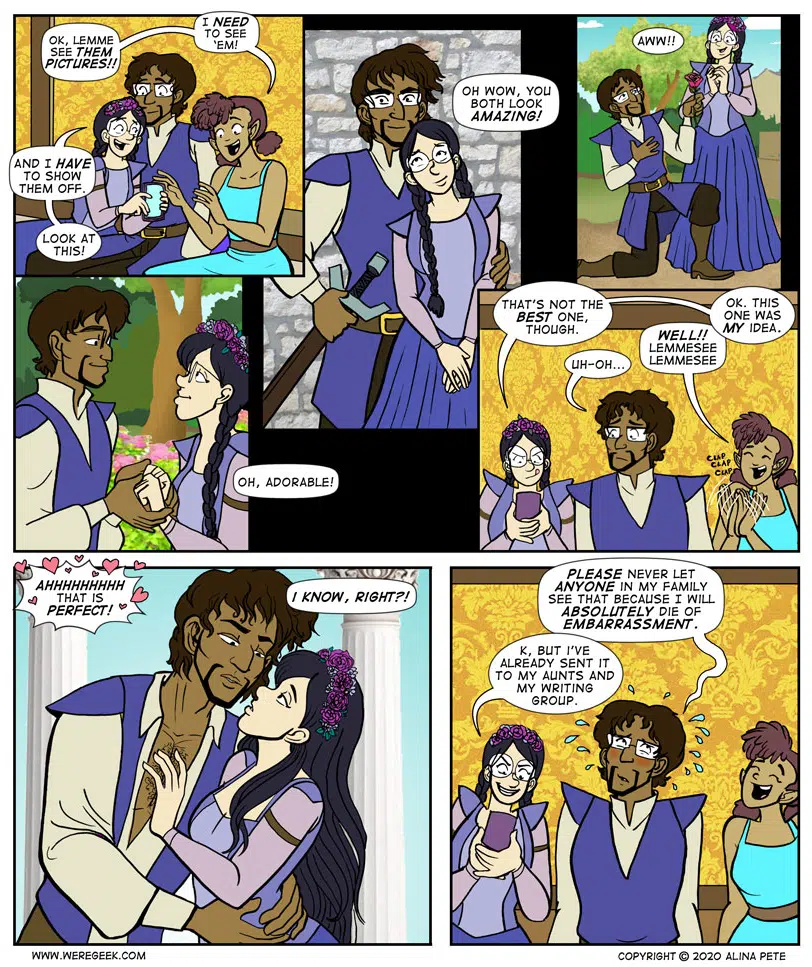 OK, LEMME
SEE THEM
PICTURES!!
I NEED
TO SEE
'EM!
AND I HAVE
TO SHOW
THEM OFF.
LOOK AT
THIS!
OH WOW, YOU
BOTH LOOK
AMAZING!
AWW!!
OH, ADORABLE!
THAT'S NOT THE
BEST ONE,
THOUGH.
OK. THIS
ONE WAS
MY IDEA.
UH-OH...
WELL!!
LEMMESEE
LEMMESEE
CLAP
CLAP
CLAP
AHHHHHHHHH
THAT IS
PERFECT!
I KNOW, RIGHT?!
PLEASE NEVER LET
ANYONE IN MY FAMILY
SEE THAT BECAUSE I WILL
ABSOLUTELY DIE OF
EMBARRASSMENT.
K, BUT I'VE
ALREADY SENT IT
TO MY AUNTS AND
MY WRITING
GROUP.
WWW.WEREGEEK.COM
COPYRIGHT © 2020 ALINA PETE